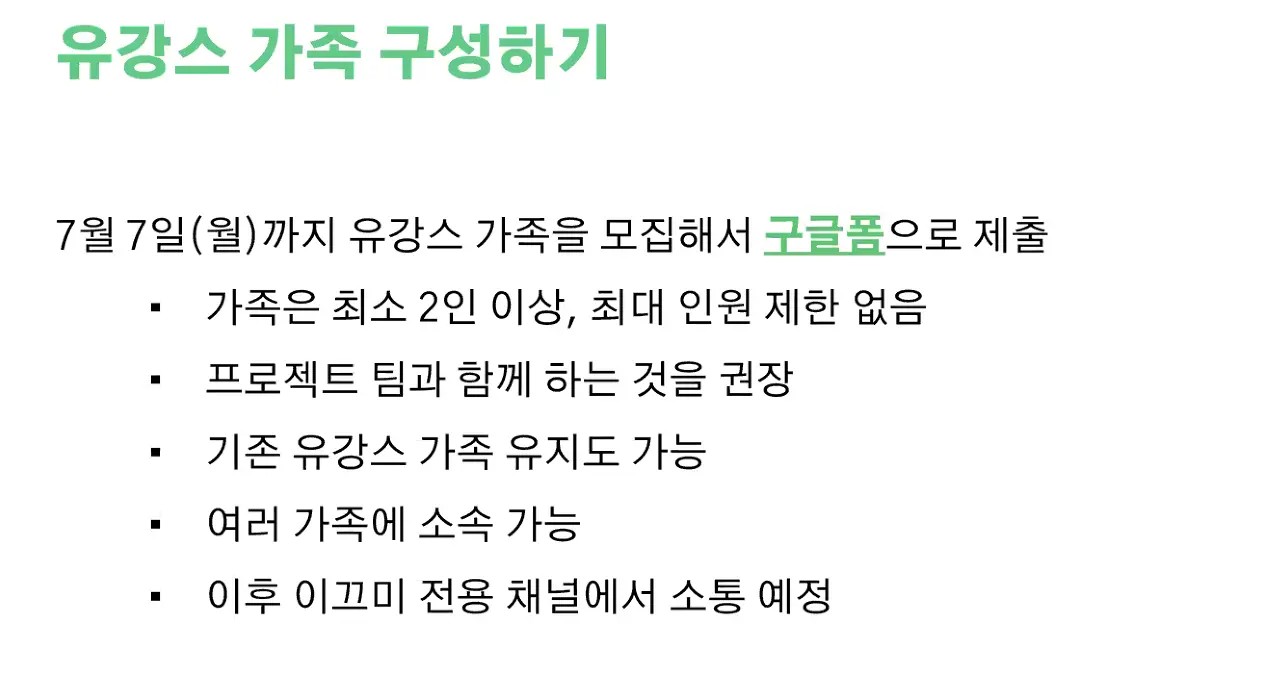 유강스 가족 구성하기
7월 7일(월)까지 유강스 가족을 모집해서 구글폼으로 제출
▪ 가족은 최소 2인 이상, 최대 인원 제한 없음
▪ 프로젝트 팀과 함께 하는 것을 권장
▪ 기존 유강스 가족 유지도 가능
▪ 여러 가족에 소속 가능
▪ 이후 이끄미 전용 채널에서 소통 예정